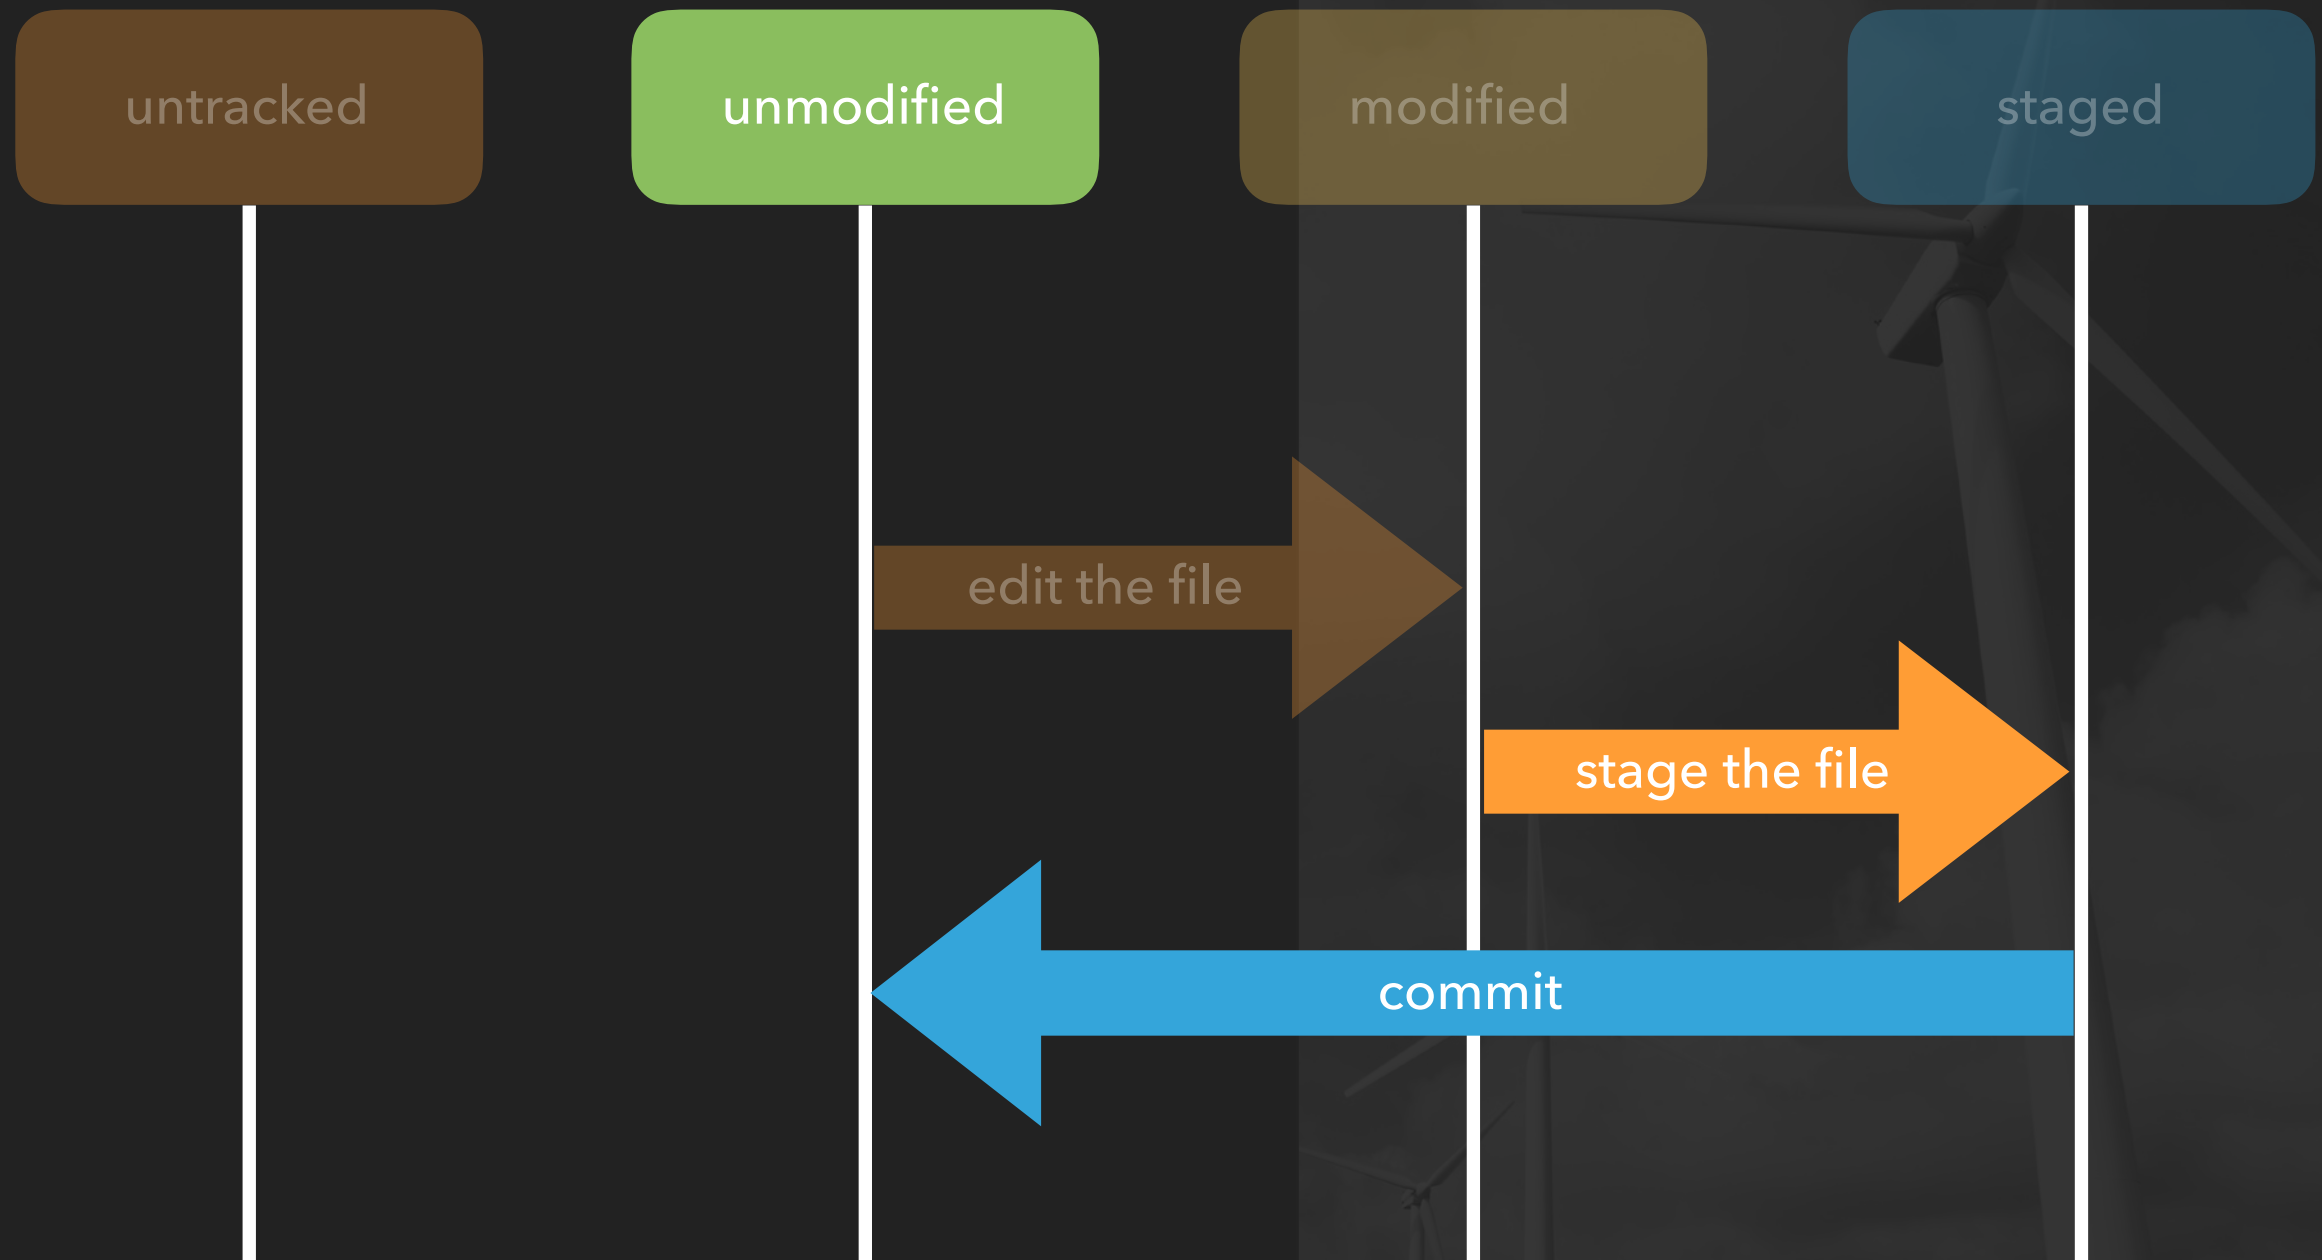 untracked
unmodified
modified
staged
edit the file
stage the file
commit